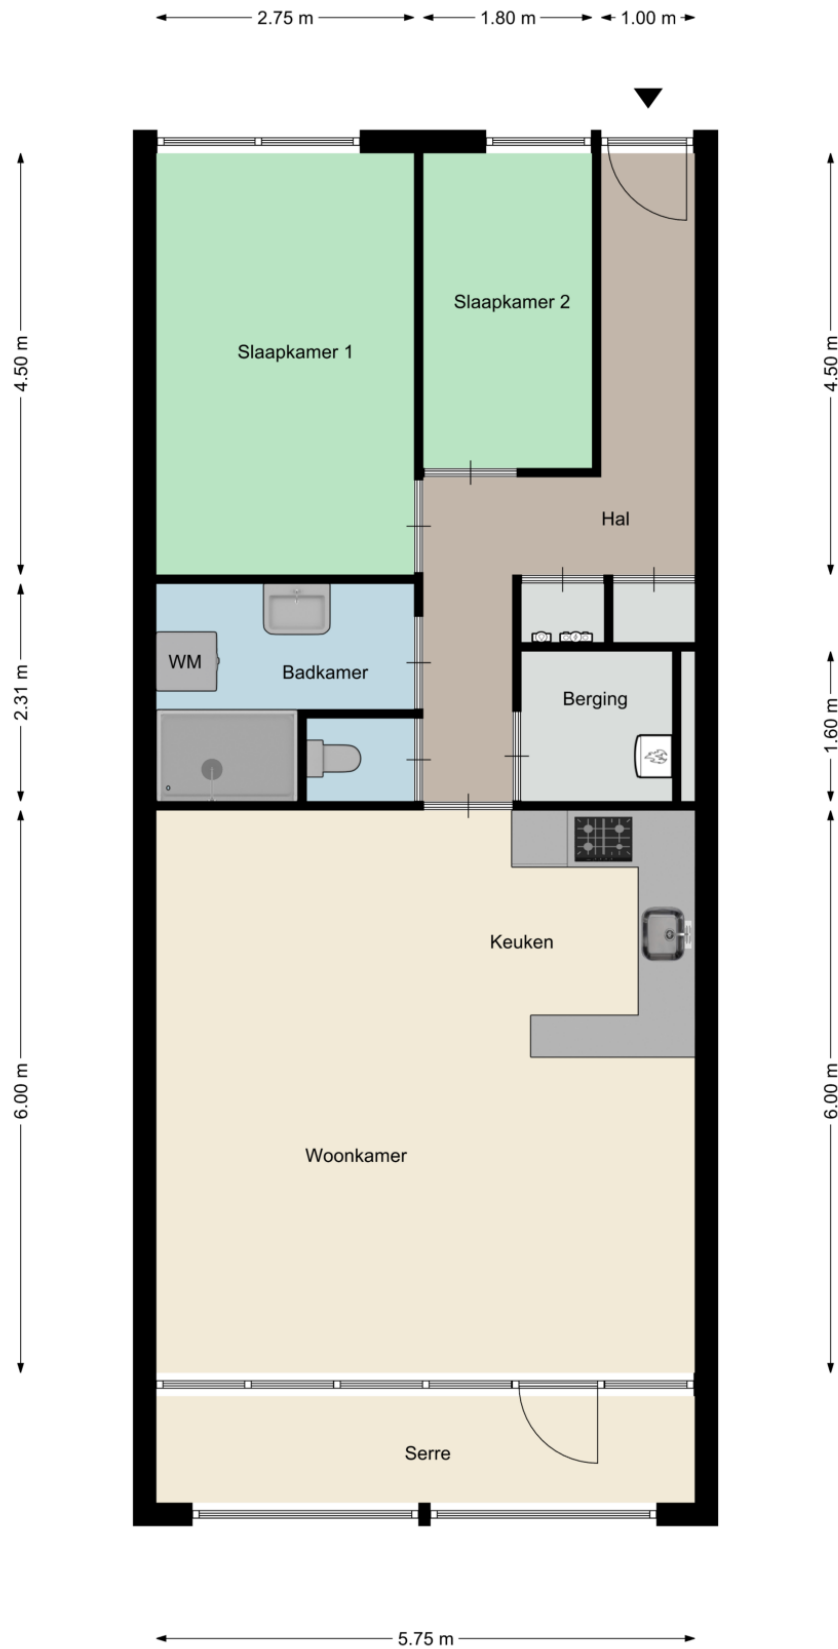 2.75 m
1.80 m
1.00 m
4.50 m
4.50 m
Slaapkamer 1
Slaapkamer 2
Hal
2.31 m
WM
Badkamer
Berging
1.60 m
6.00 m
6.00 m
Keuken
Woonkamer
Serre
5.75 m